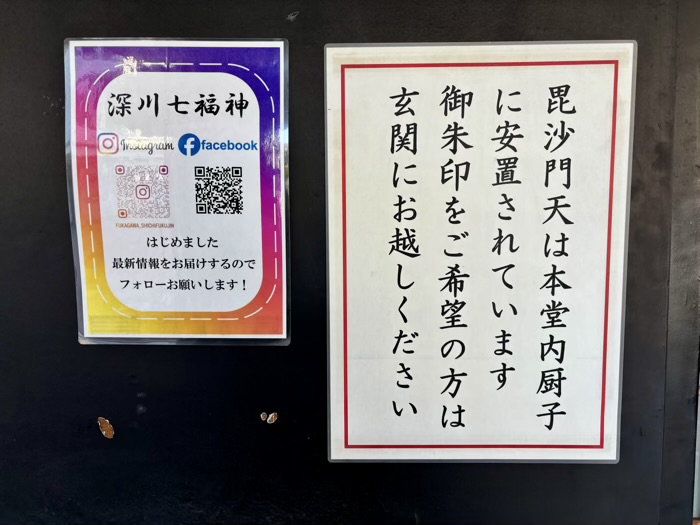 深川七福神
Instagram facebook
FUKAGAWA_SHICHIFUKUJIN
はじめました
最新情報をお届けするので
フォローお願いします！
毘沙門天は本堂内厨子
に安置されています
御朱印をご希望の方は
玄関にお越しください